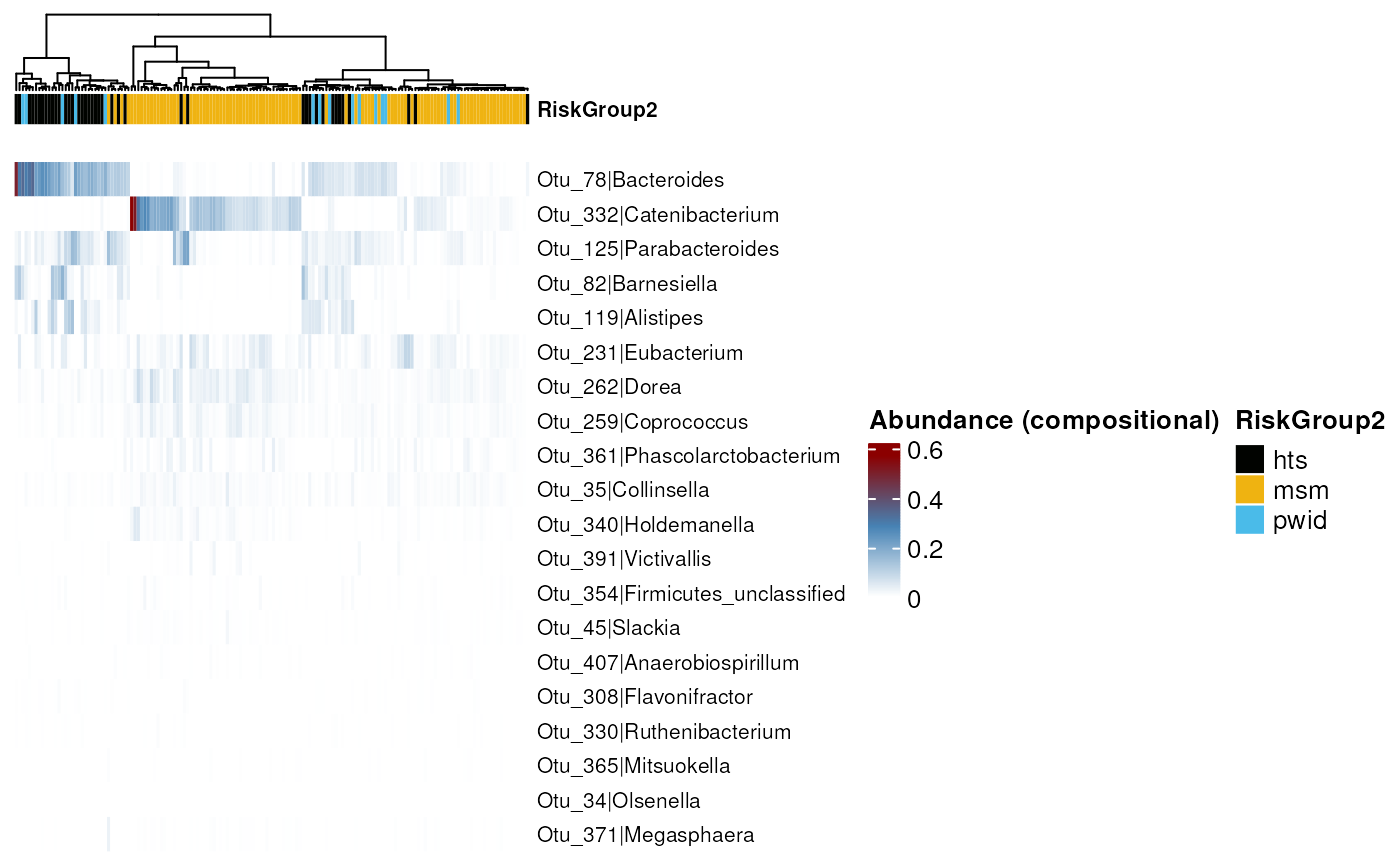 RiskGroup2
Otu_78|Bacteroides
Otu_332|Catenibacterium
Otu_125|Parabacteroides
Otu_82|Barnesiella
Otu_119|Alistipes
Otu_231|Eubacterium
Otu_262|Dorea
Otu_259|Coprococcus
Otu_361|Phascolarctobacterium
Otu_35|Collinsella
Otu_340|Holdemanella
Otu_391|Victivallis
Otu_354|Firmicutes_unclassified
Otu_45|Slackia
Otu_407|Anaerobiospirillum
Otu_308|Flavonifractor
Otu_330|Ruthenibacterium
Otu_365|Mitsuokella
Otu_34|Olsenella
Otu_371|Megasphaera
Abundance (compositional)
0.6
0.4
0.2
0
RiskGroup2
hts
msm
pwid